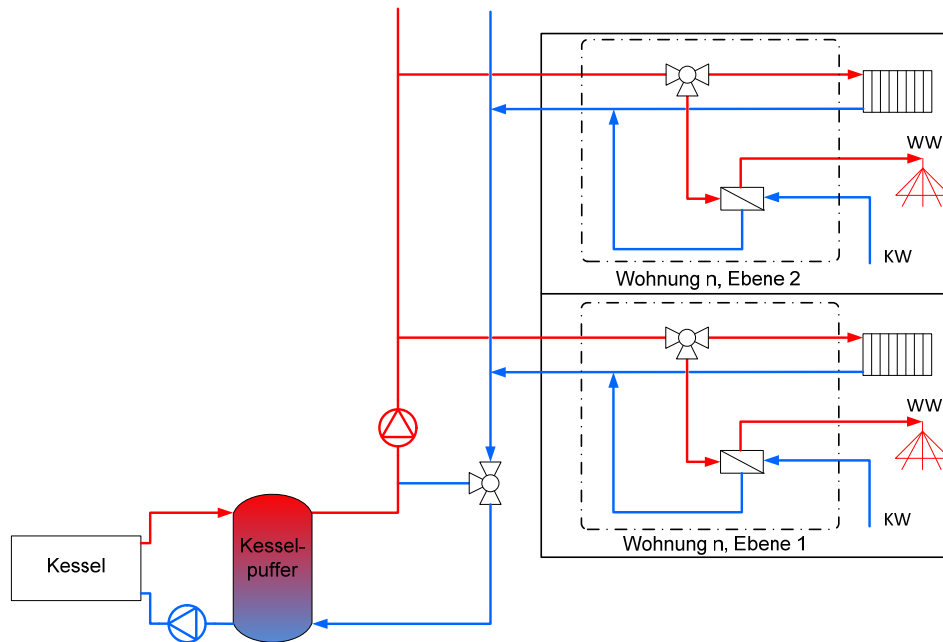 WW
KW
Wohnung n, Ebene 2
WW
KW
Wohnung n, Ebene 1
Kessel
Kessel-
puffer